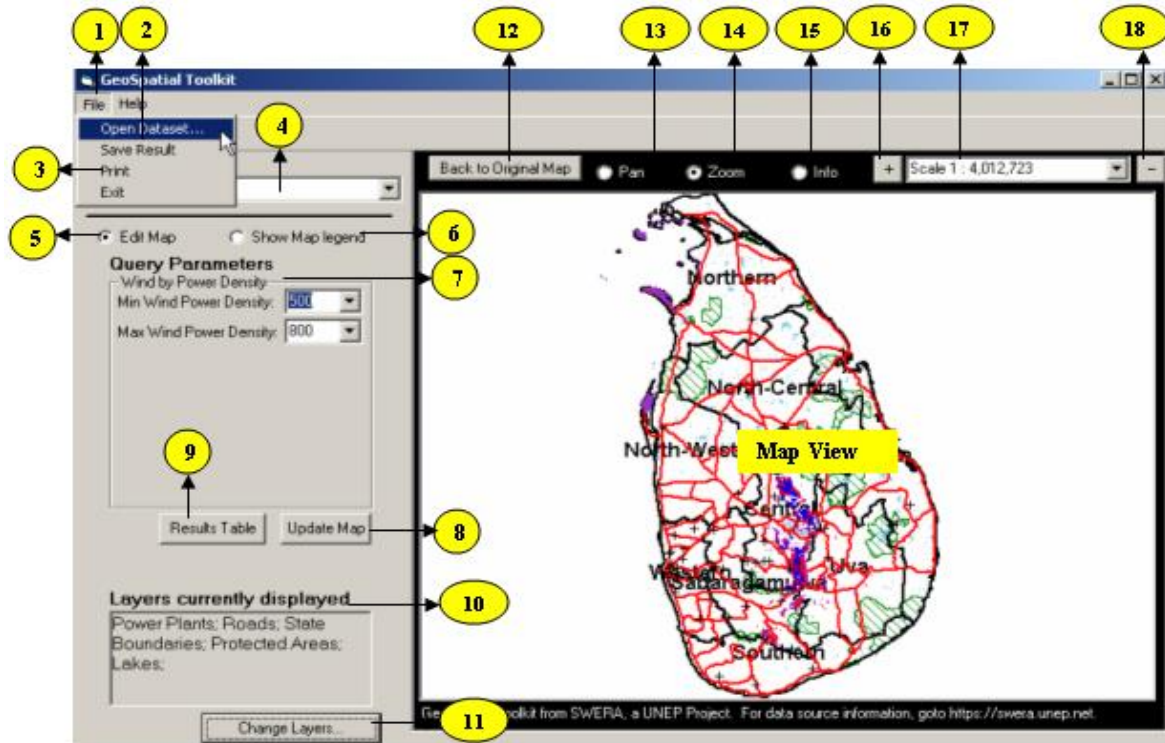 1
2
12
13
14
15
16
17
18
GeoSpatial Toolkit
File Help
Open Dataset...
4
Save Result
3
Print
Exit
Back to Original Map
Pan
Zoom
Info
+
Scale 1 : 4,012,723
-
5
Edit Map
Show Map legend
6
Query Parameters
Wind by Power Density
7
Min Wind Power Density: 500
Max Wind Power Density: 800
9
Results Table
Update Map
8
Layers currently displayed
10
Power Plants; Roads; State
Boundaries; Protected Areas;
Lakes;
Change Layers...
11
Northern
North-Central
North-West
Map View
Central
Western
Uva
Sabaragamuwa
Southern
toolkit from SWERA, a UNEP Project. For data source information, goto https://swera.unep.net.